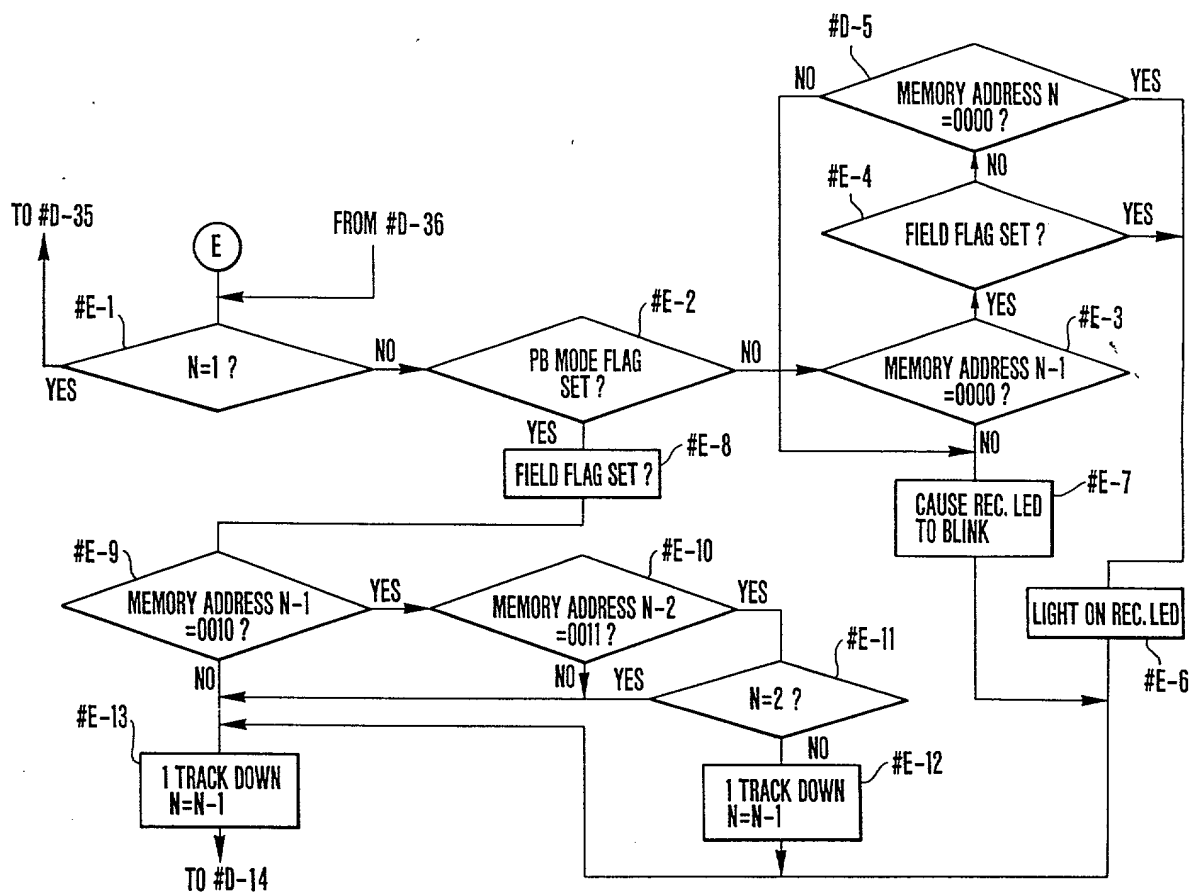 #D-5
NO
YES
MEMORY ADDRESS N
=0000 ?
NO
#E-4
YES
FIELD FLAG SET ?
YES
TO #D-35
E
FROM #D-36
#E-1
N=1 ?
YES
NO
#E-2
PB MODE FLAG
SET ?
NO
YES
#E-3
MEMORY ADDRESS N-1
=0000 ?
NO
#E-8
FIELD FLAG SET ?
#E-7
CAUSE REC. LED
TO BLINK
#E-9
MEMORY ADDRESS N-1
=0010 ?
YES
NO
#E-10
MEMORY ADDRESS N-2
=0011 ?
YES
NO
LIGHT ON REC. LED
#E-6
#E-11
YES
N=2 ?
NO
#E-13
1 TRACK DOWN
N=N-1
#E-12
1 TRACK DOWN
N=N-1
TO #D-14